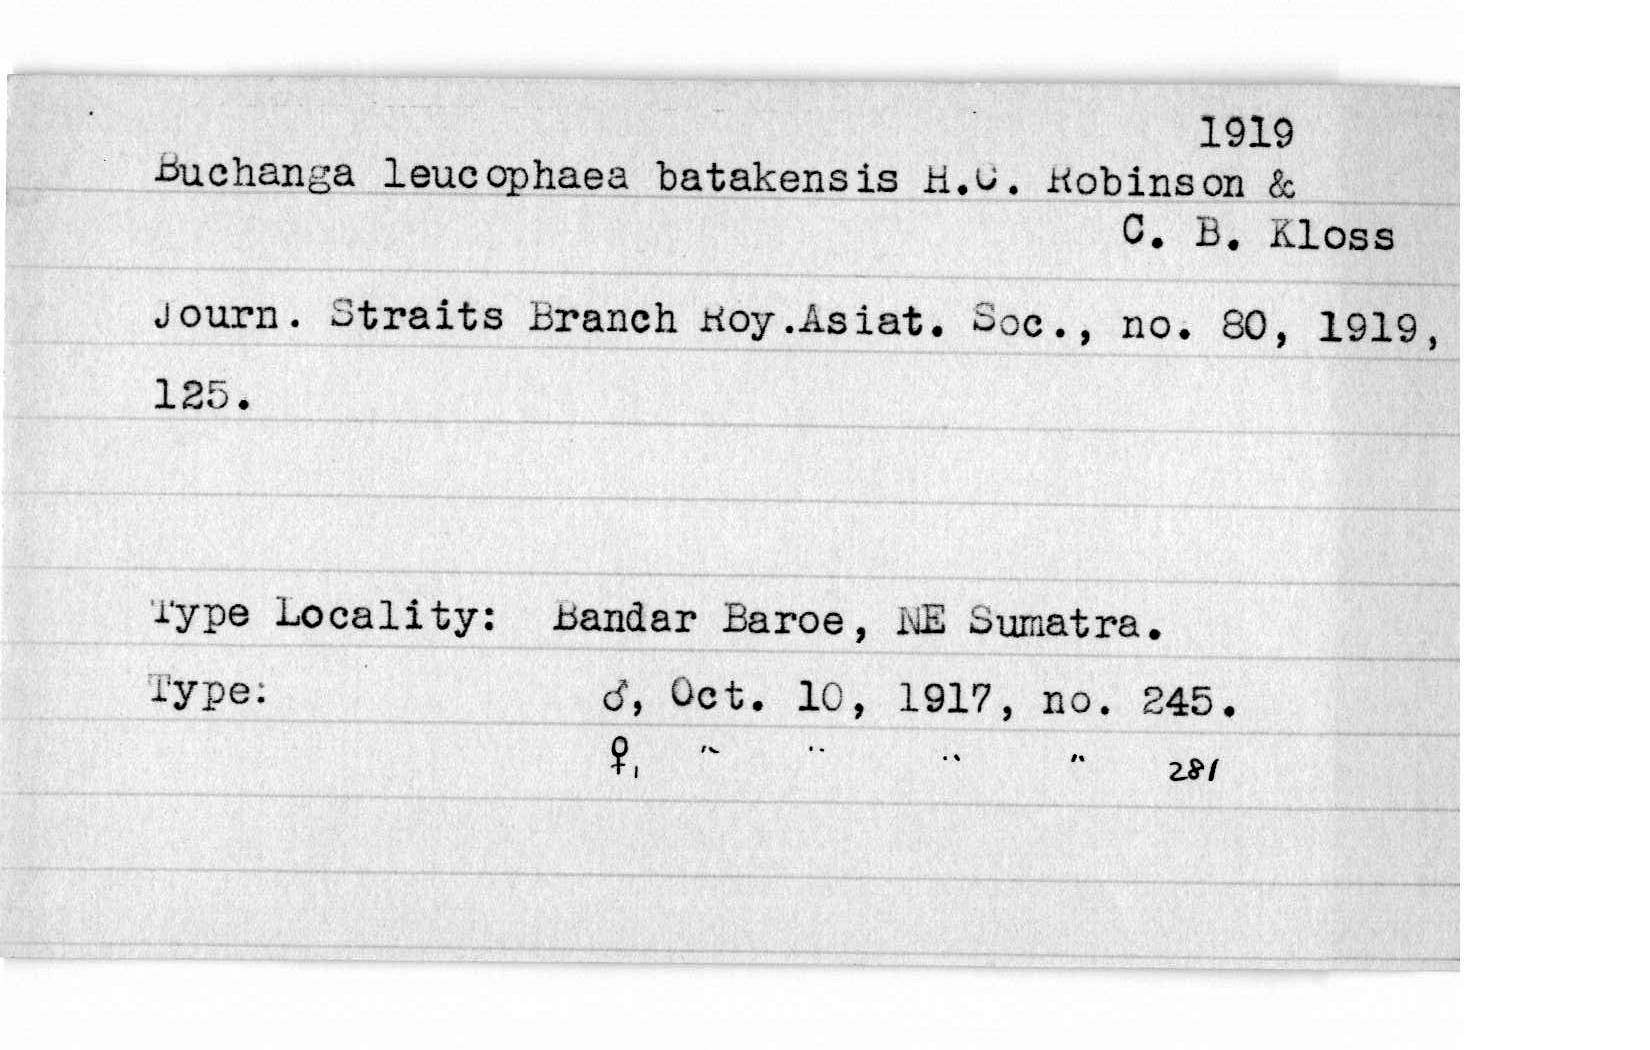 1919
Buchanga leucophaea batakensis H.C. Robinson &
C. B. Kloss
Journ. Straits Branch Roy.Asiat. Soc., no. 80, 1919,
125.
Type Locality: Bandar Baroe, NE Sumatra.
Type: ♂, Oct. 10, 1917, no. 245.
♀, " " " " 281